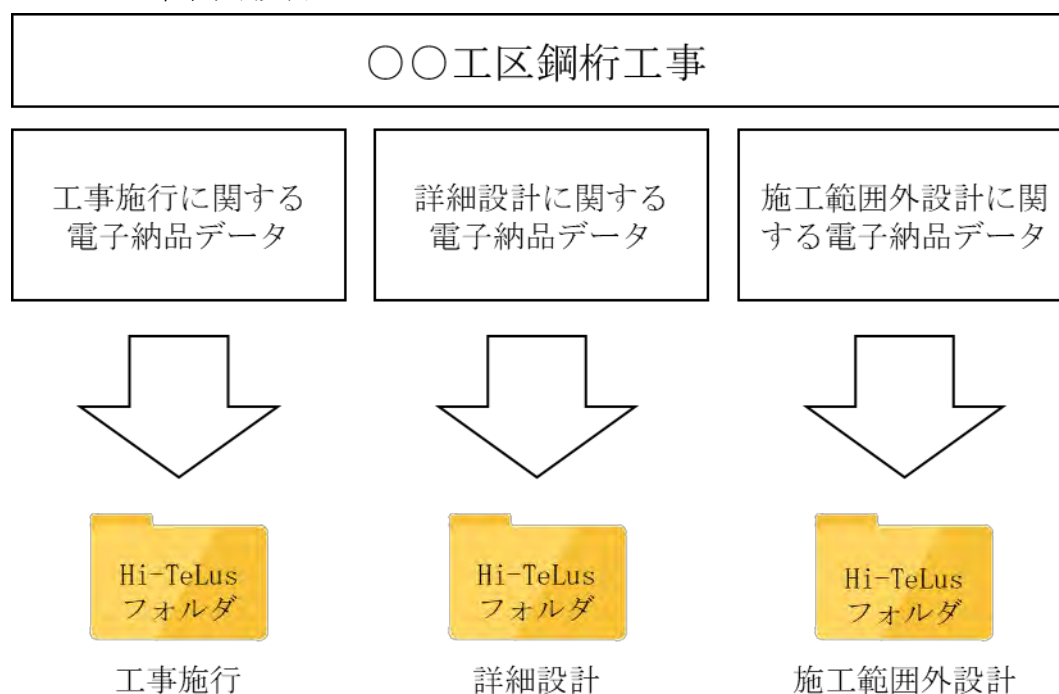 ○○工区鋼桁工事
工事施行に関する
電子納品データ
詳細設計に関する
電子納品データ
施工範囲外設計に関
する電子納品データ
Hi-TeLus
フォルダ
Hi-TeLus
フォルダ
Hi-TeLus
フォルダ
工事施行
詳細設計
施工範囲外設計